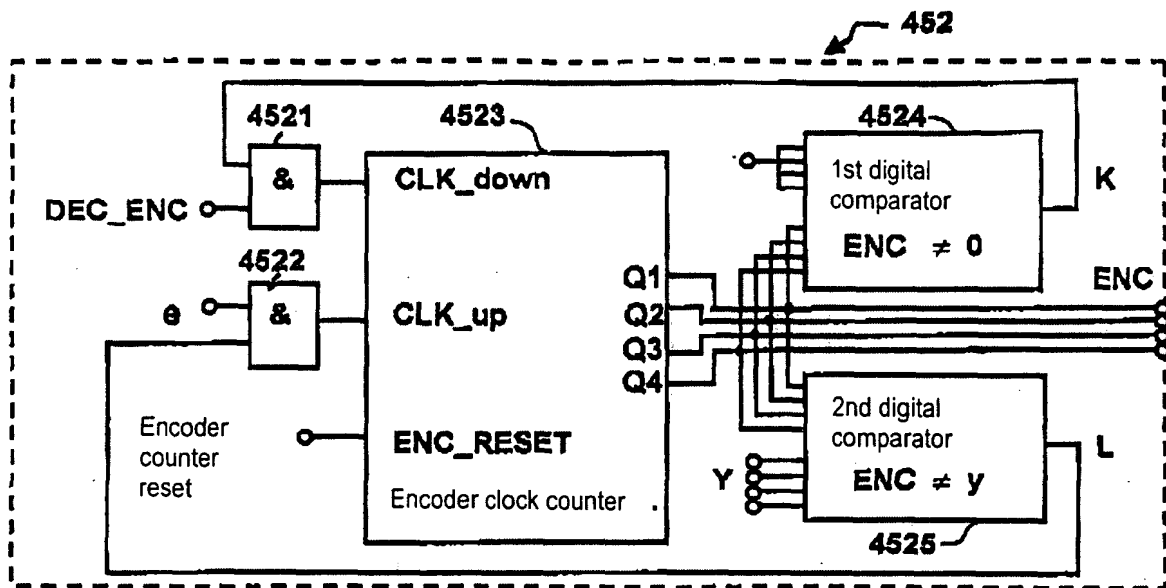 452
4521
4523
4524
&
CLK_down
1st digital
comparator
K
DEC_ENC
ENC ≠ 0
4522
Q1
ENC
e
&
CLK_up
Q2
Q3
Q4
Encoder
counter
reset
ENC_RESET
2nd digital
comparator
L
Y
ENC ≠ y
Encoder clock counter
4525